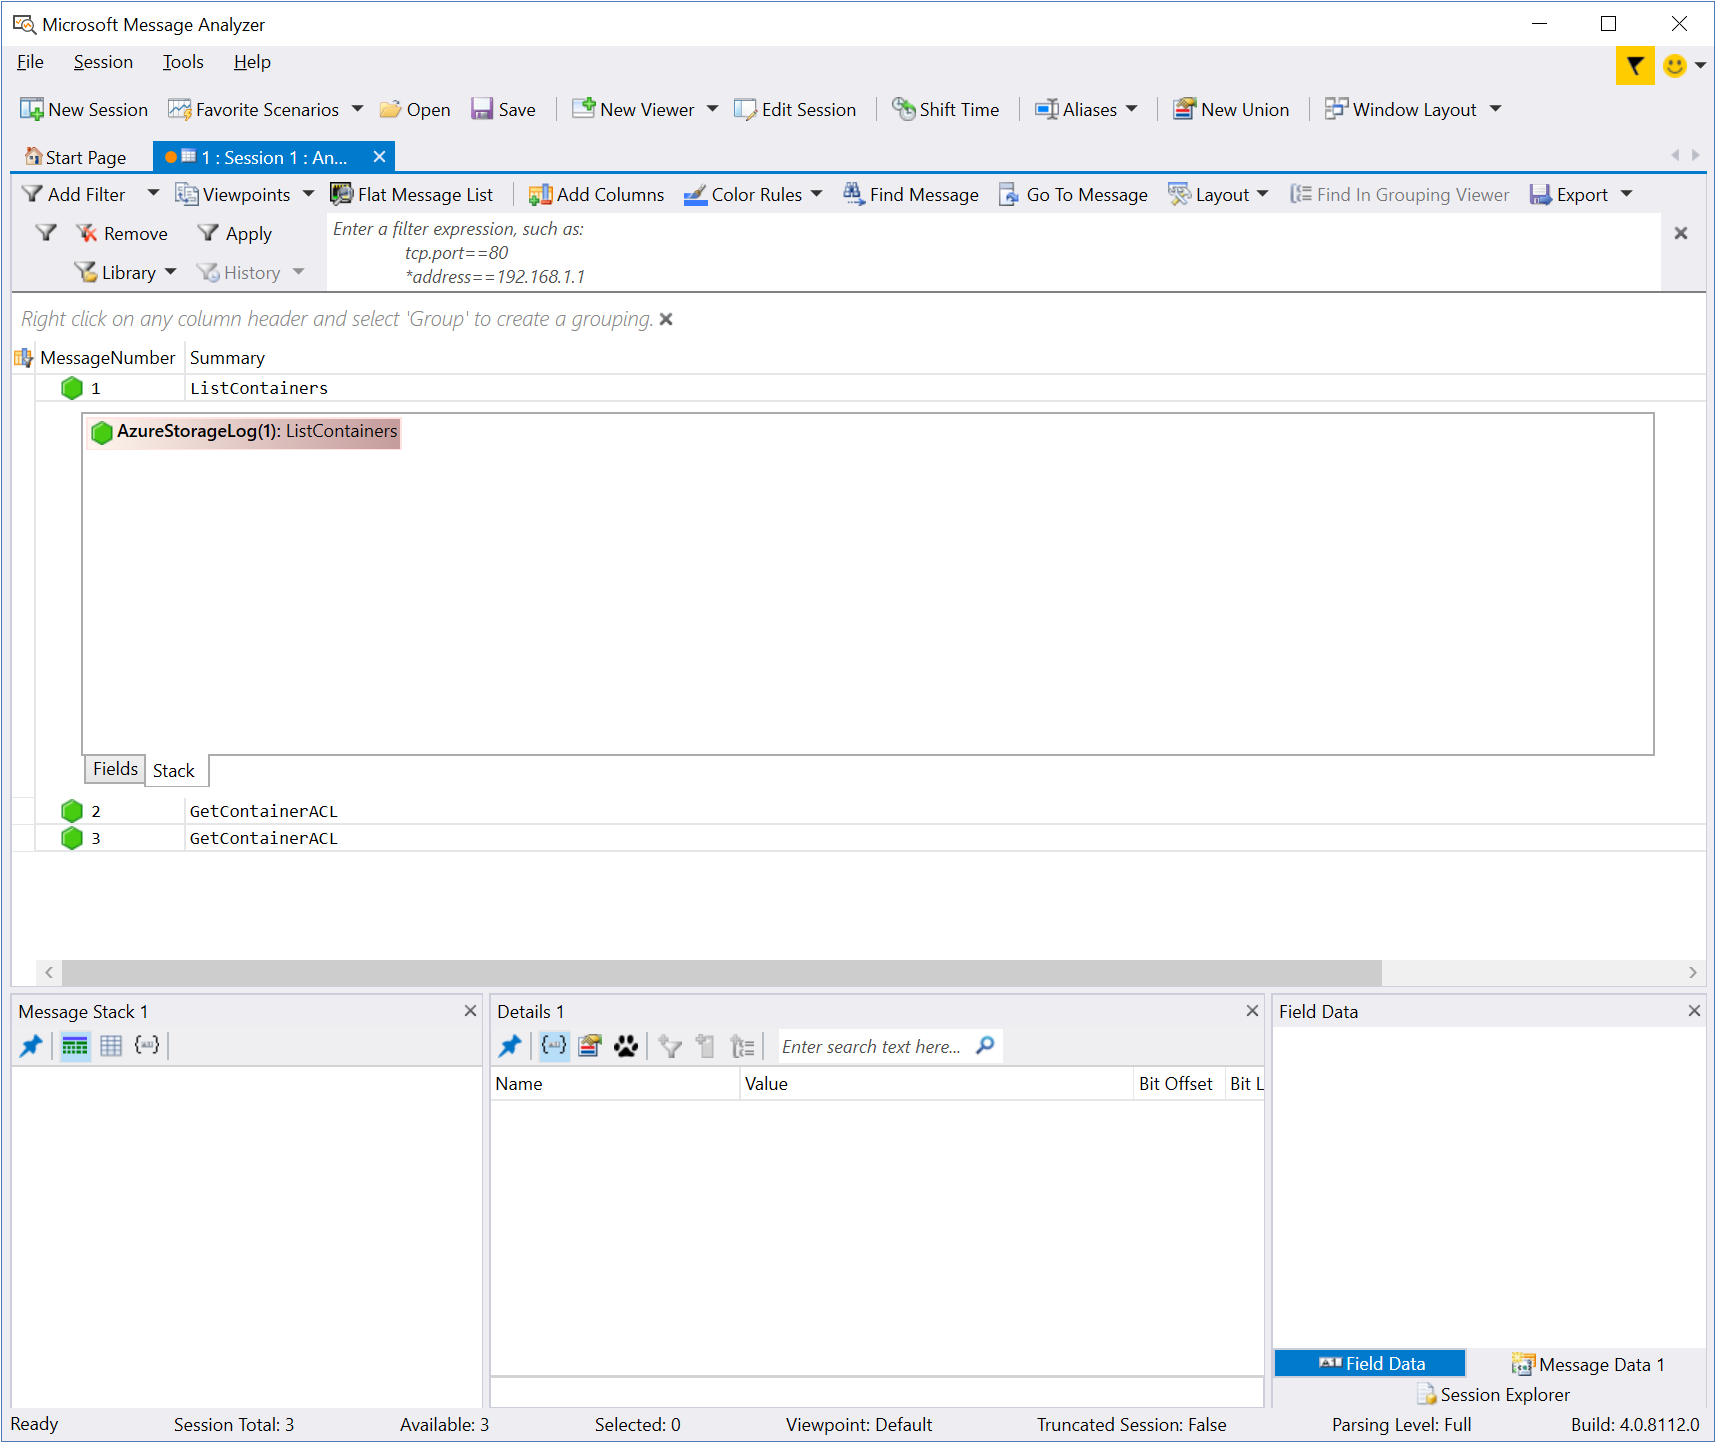 Microsoft Message Analyzer
File Session Tools Help
New Session Favorite Scenarios Open Save New Viewer Edit Session Shift Time Aliases New Union Window Layout
Start Page 1 : Session 1 : An...
Add Filter Viewpoints Flat Message List Add Columns Color Rules Find Message Go To Message Layout Find In Grouping Viewer Export
Remove Apply Enter a filter expression, such as:
tcp.port==80
Library History *address==192.168.1.1
Right click on any column header and select 'Group' to create a grouping.
MessageNumber Summary
1 ListContainers
AzureStorageLog(1): ListContainers
Fields Stack
2 GetContainerACL
3 GetContainerACL
Message Stack 1 Details 1 Field Data
Enter search text here...
Name Value Bit Offset Bit L
Field Data Message Data 1
Session Explorer
Ready Session Total: 3 Available: 3 Selected: 0 Viewpoint: Default Truncated Session: False Parsing Level: Full Build: 4.0.8112.0